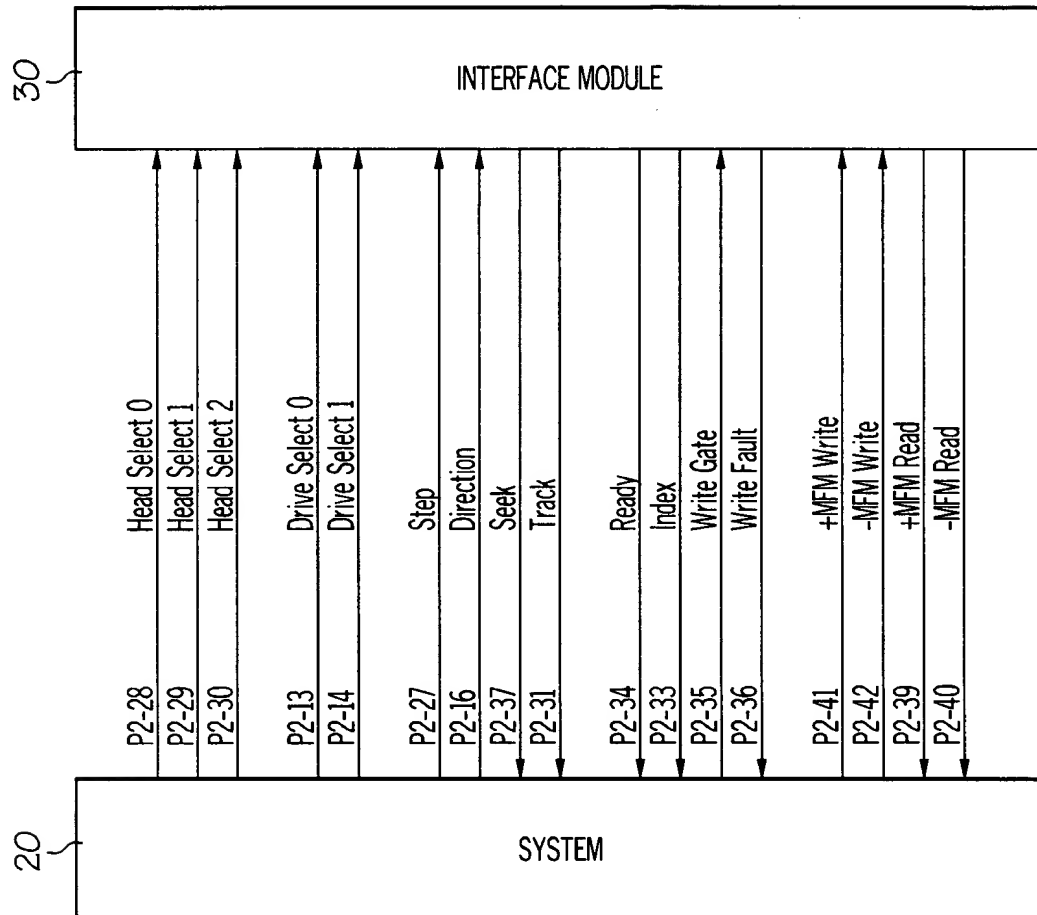 30
INTERFACE MODULE
P2-28 Head Select 0
P2-29 Head Select 1
P2-30 Head Select 2
P2-13 Drive Select 0
P2-14 Drive Select 1
P2-27 Step
P2-16 Direction
P2-37 Seek
P2-31 Track
P2-34 Ready
P2-33 Index
P2-35 Write Gate
P2-36 Write Fault
P2-41 +MFM Write
P2-42 -MFM Write
P2-39 +MFM Read
P2-40 -MFM Read
20
SYSTEM